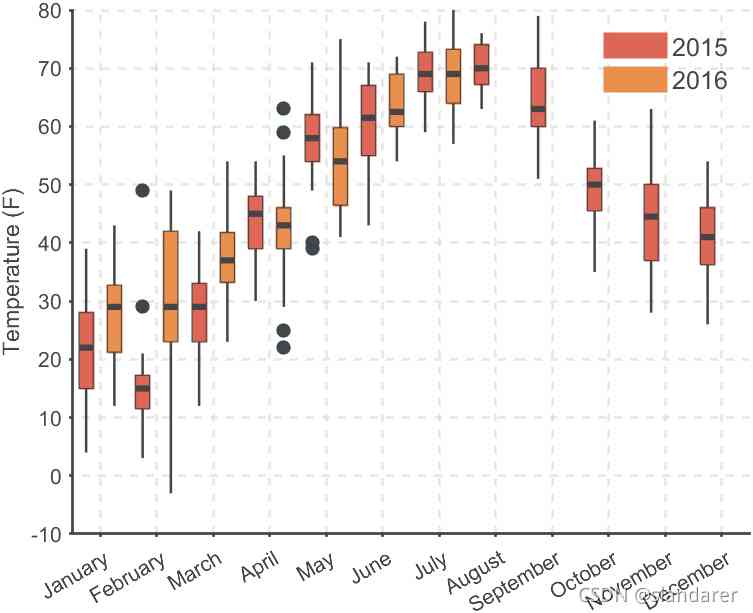 80
70
60
50
40
30
20
10
0
-10
Temperature (F)
2015
2016
January
February
March
April
May
June
July
August
September
October
November
December
CSDN @standarer